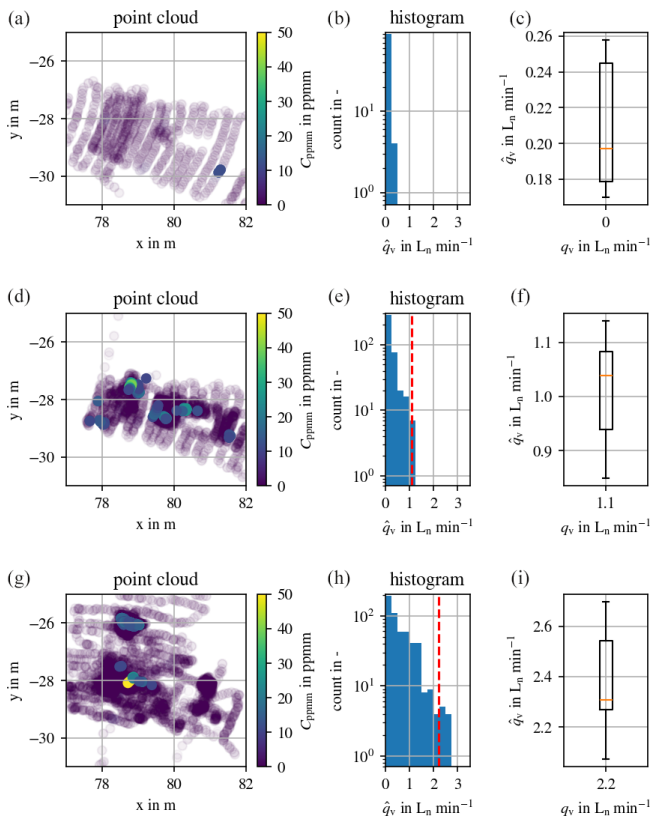 (a) point cloud (b) histogram (c)
−26
−28
−30
y in m
78 80 82
x in m
50
40
30
20
10
0
C_ppmm in ppmm
10^1
10^0
count in -
0 1 2 3
q̂_v in L_n min⁻¹
0.26
0.24
0.22
0.20
0.18
q̂_v in L_n min⁻¹
0
q_v in L_n min⁻¹
(d) point cloud (e) histogram (f)
−26
−28
−30
y in m
78 80 82
x in m
50
40
30
20
10
0
C_ppmm in ppmm
10^2
10^1
10^0
count in -
0 1 2 3
q̂_v in L_n min⁻¹
1.1
1.0
0.9
q̂_v in L_n min⁻¹
1.1
q_v in L_n min⁻¹
(g) point cloud (h) histogram (i)
−26
−28
−30
y in m
78 80 82
x in m
50
40
30
20
10
0
C_ppmm in ppmm
10^2
10^1
10^0
count in -
0 1 2 3
q̂_v in L_n min⁻¹
2.6
2.4
2.2
q̂_v in L_n min⁻¹
2.2
q_v in L_n min⁻¹